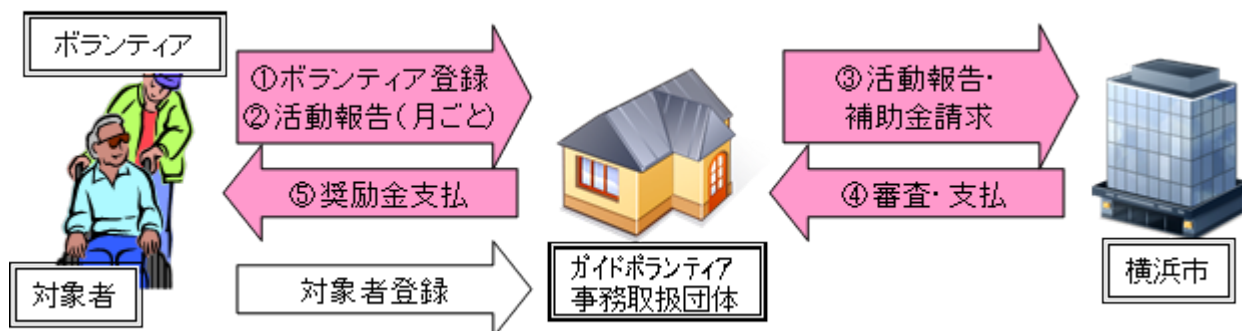 ボランティア
①ボランティア登録
②活動報告(月ごと)
⑤奨励金支払
対象者
対象者登録
ガイドボランティア
事務取扱団体
③活動報告・
補助金請求
④審査・支払
横浜市